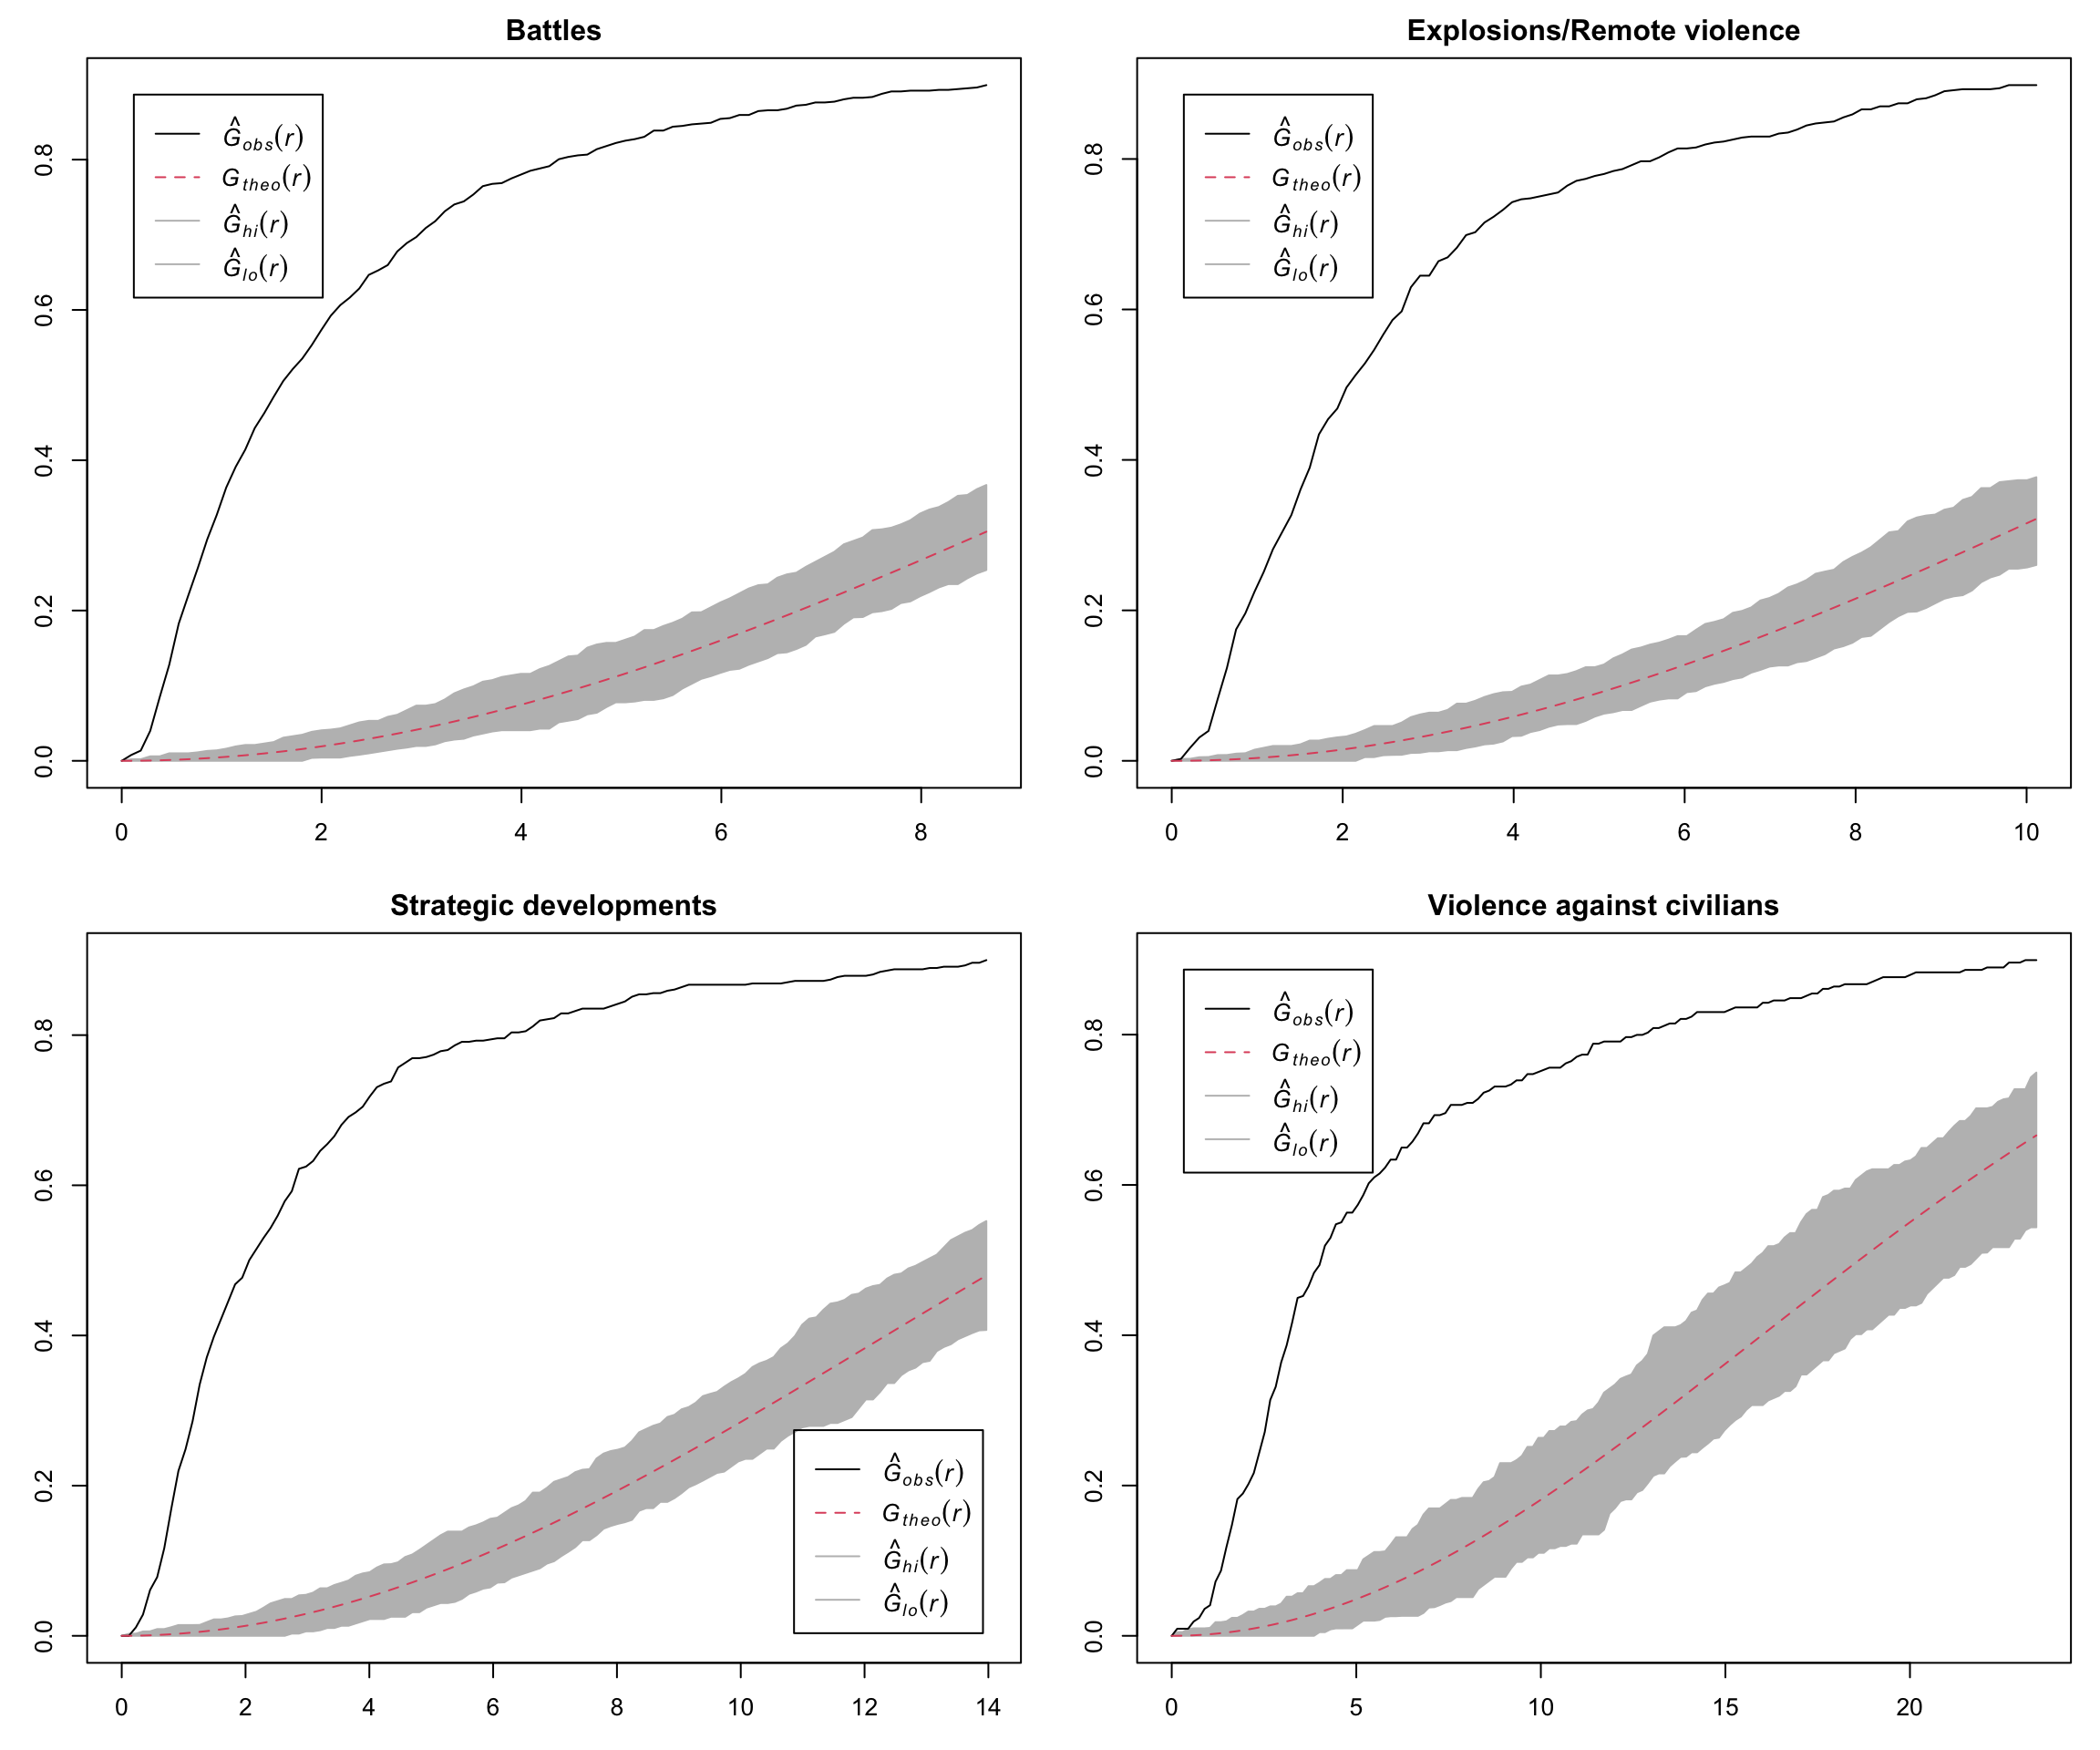 Battles
Ĝobs(r)
Gtheo(r)
Ĝhi(r)
Ĝlo(r)
0.0 0.2 0.4 0.6 0.8
0 2 4 6 8
Explosions/Remote violence
Ĝobs(r)
Gtheo(r)
Ĝhi(r)
Ĝlo(r)
0.0 0.2 0.4 0.6 0.8
0 2 4 6 8 10
Strategic developments
Ĝobs(r)
Gtheo(r)
Ĝhi(r)
Ĝlo(r)
0.0 0.2 0.4 0.6 0.8
0 2 4 6 8 10 12 14
Violence against civilians
Ĝobs(r)
Gtheo(r)
Ĝhi(r)
Ĝlo(r)
0.0 0.2 0.4 0.6 0.8
0 5 10 15 20